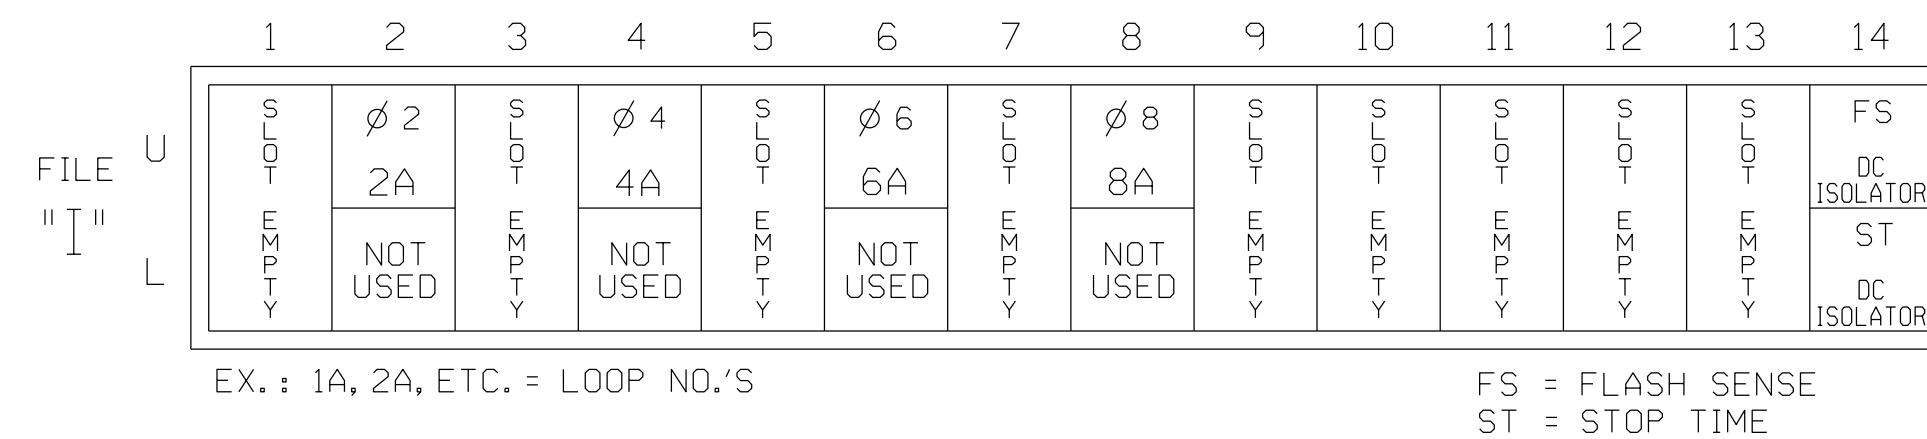 1 2 3 4 5 6 7 8 9 10 11 12 13 14
FILE
"I"
U
L
SLOT EMPTY
Ø 2
2A
NOT
USED
SLOT EMPTY
Ø 4
4A
NOT
USED
SLOT EMPTY
Ø 6
6A
NOT
USED
SLOT EMPTY
Ø 8
8A
NOT
USED
SLOT EMPTY
SLOT EMPTY
SLOT EMPTY
SLOT EMPTY
SLOT EMPTY
FS
DC
ISOLATOR
ST
DC
ISOLATOR
EX.: 1A, 2A, ETC. = LOOP NO.'S
FS = FLASH SENSE
ST = STOP TIME